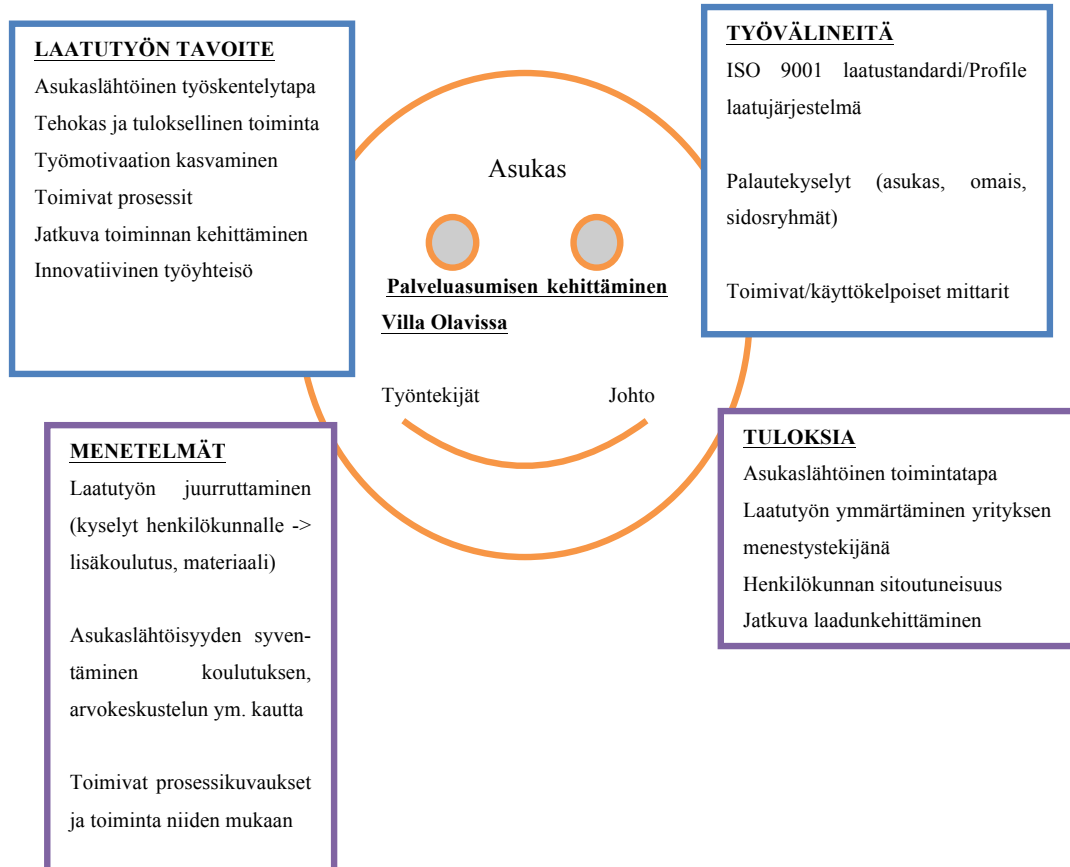 LAATUTYÖN TAVOITE
Asukaslähtöinen työskentelytapa
Tehokas ja tuloksellinen toiminta
Työmotivaation kasvaminen
Toimivat prosessit
Jatkuva toiminnan kehittäminen
Innovatiivinen työyhteisö
TYÖVÄLINEITÄ
ISO 9001 laatustandardi/Profile
laatujärjestelmä
Palautekyselyt (asukas, omais,
sidosryhmät)
Toimivat/käyttökelpoiset mittarit
Asukas
Palveluasumisen kehittäminen
Villa Olavissa
Työntekijät
Johto
MENETELMÄT
Laatutyön juurruttaminen
(kyselyt henkilökunnalle ->
lisäkoulutus, materiaali)
Asukaslähtöisyyden syven-
täminen koulutuksen,
arvokeskustelun ym. kautta
Toimivat prosessikuvaukset
ja toiminta niiden mukaan
TULOKSIA
Asukaslähtöinen toimintatapa
Laatutyön ymmärtäminen yrityksen
menestystekijänä
Henkilökunnan sitoutuneisuus
Jatkuva laadunkehittäminen